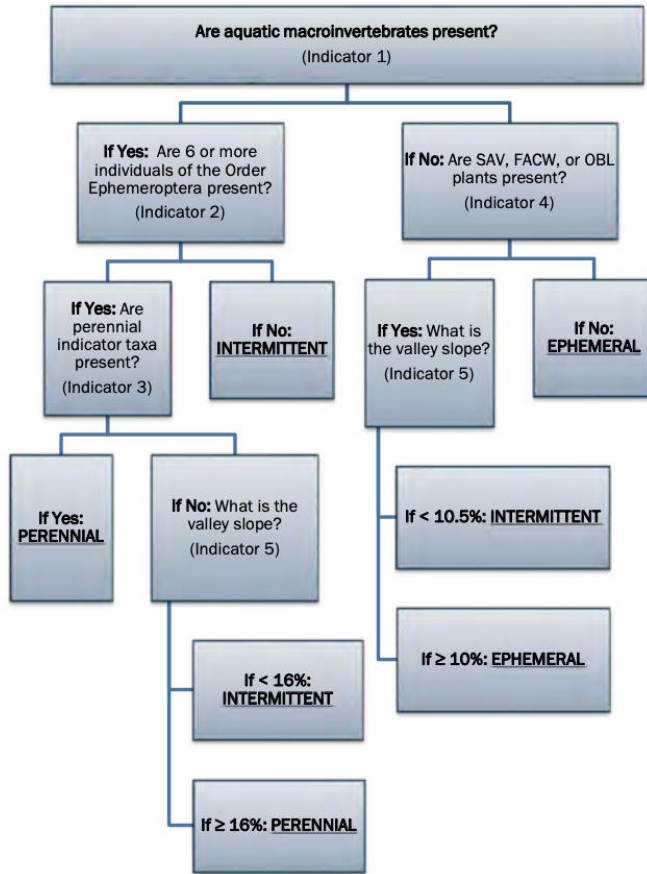 Are aquatic macroinvertebrates present?
(Indicator 1)
If Yes: Are 6 or more
individuals of the Order
Ephemeroptera present?
(Indicator 2)
If No: Are SAV, FACW, or OBL
plants present?
(Indicator 4)
If Yes: Are
perennial
indicator taxa
present?
(Indicator 3)
If No:
INTERMITTENT
If Yes: What is
the valley slope?
(Indicator 5)
If No:
EPHEMERAL
If Yes:
PERENNIAL
If No: What is the
valley slope?
(Indicator 5)
If < 10.5%: INTERMITTENT
If ≥ 10%: EPHEMERAL
If < 16%:
INTERMITTENT
If ≥ 16%: PERENNIAL